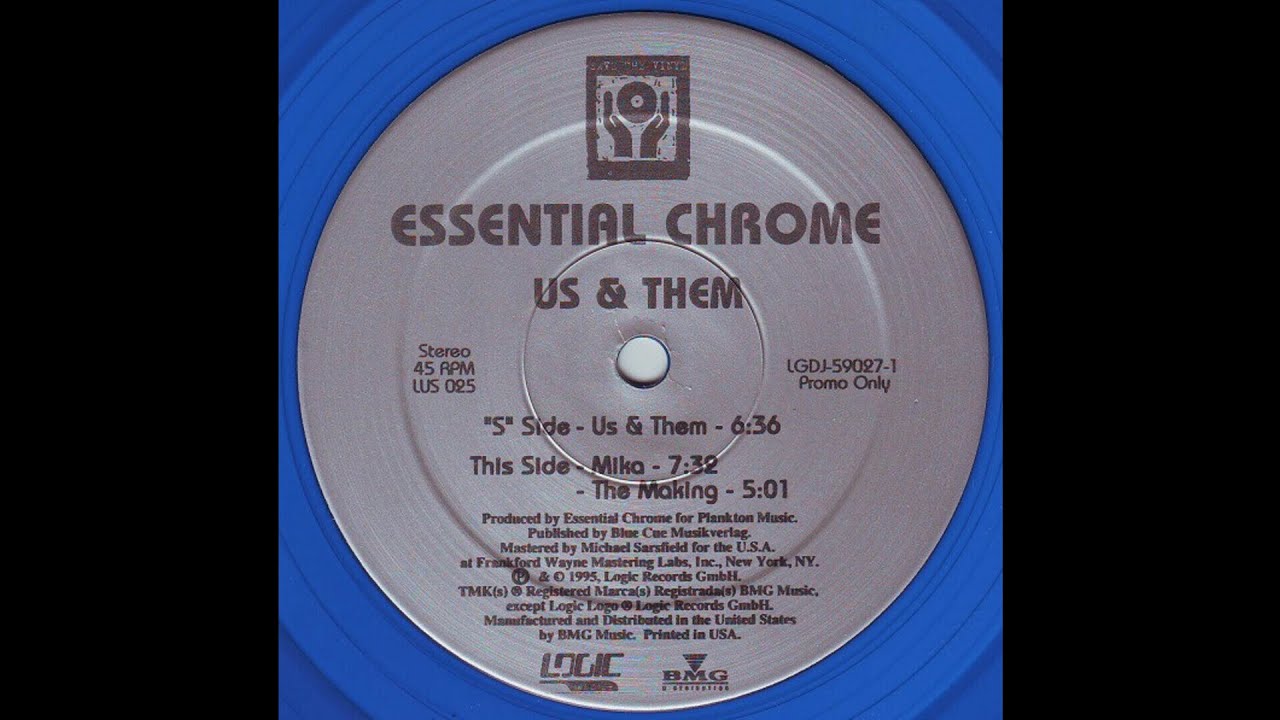 SAVE THE VINYL
ESSENTIAL CHROME
US & THEM
Stereo
45 RPM
LUS 025
LGDJ-59027-1
Promo Only
"S" Side - Us & Them - 6:36
This Side - Mika - 7:32
- The Making - 5:01
Produced by Essential Chrome for Plankton Music.
Published by Blue Cue Musikverlag.
Mastered by Michael Sarsfield for the U.S.A.
at Frankford Wayne Mastering Labs, Inc., New York, NY.
℗ & © 1995, Logic Records GmbH.
TMK(s) ® Registered Marca(s) Registrada(s) BMG Music,
except Logic Logo ® Logic Records GmbH.
Manufactured and Distributed in the United States
by BMG Music. Printed in USA.
LOGIC
BMG